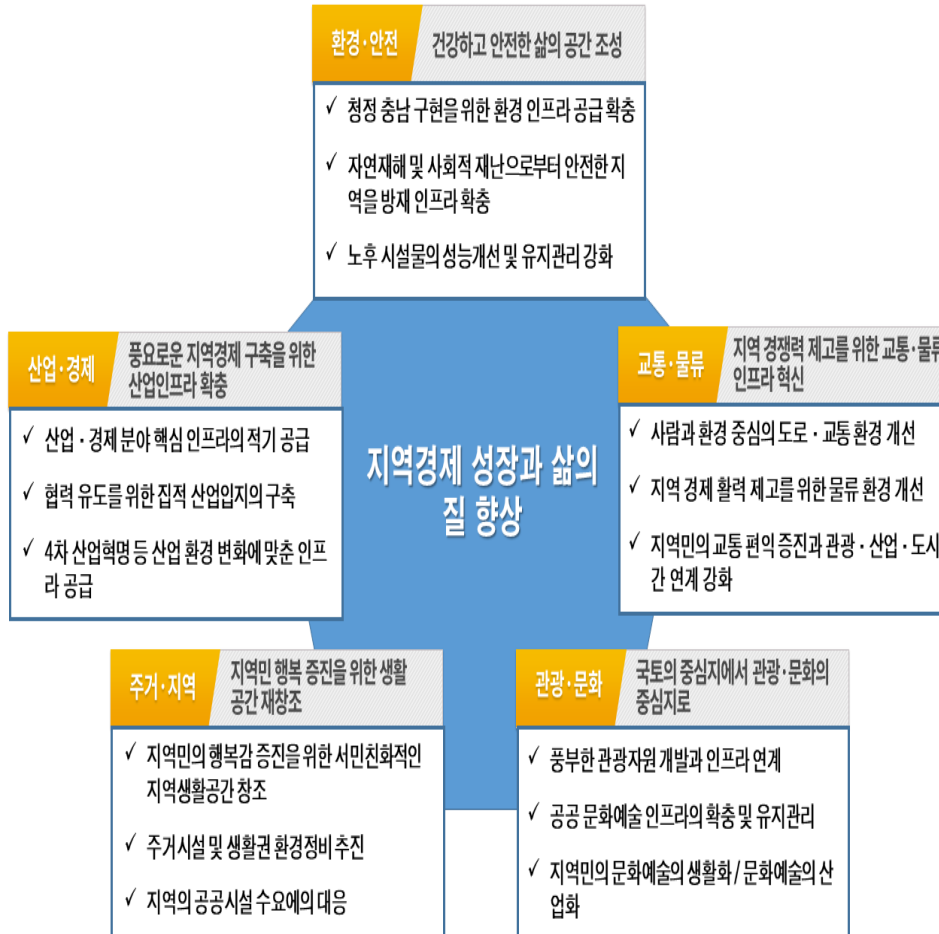 환경·안전
건강하고 안전한 삶의 공간 조성
✓ 청정 충남 구현을 위한 환경 인프라 공급 확충
✓ 자연재해 및 사회적 재난으로부터 안전한 지
역을 방재 인프라 확충
✓ 노후 시설물의 성능개선 및 유지관리 강화
산업·경제
풍요로운 지역경제 구축을 위한
산업인프라 확충
✓ 산업·경제 분야 핵심 인프라의 적기 공급
✓ 협력 유도를 위한 집적 산업입지의 구축
✓ 4차 산업혁명 등 산업 환경 변화에 맞춘 인프
라 공급
지역경제 성장과 삶의
질 향상
교통·물류
지역 경쟁력 제고를 위한 교통·물류
인프라 혁신
✓ 사람과 환경 중심의 도로·교통 환경 개선
✓ 지역 경제 활력 제고를 위한 물류 환경 개선
✓ 지역민의 교통 편의 증진과 관광·산업·도시
간 연계 강화
주거·지역
지역민 행복 증진을 위한 생활
공간 재창조
✓ 지역민의 행복감 증진을 위한 서민친화적인
지역생활공간 창조
✓ 주거시설 및 생활권 환경정비 추진
✓ 지역의 공공시설 수요에의 대응
관광·문화
국토의 중심지에서 관광·문화의
중심지로
✓ 풍부한 관광자원 개발과 인프라 연계
✓ 공공 문화예술 인프라의 확충 및 유지관리
✓ 지역민의 문화예술의 생활화/문화예술의 산
업화